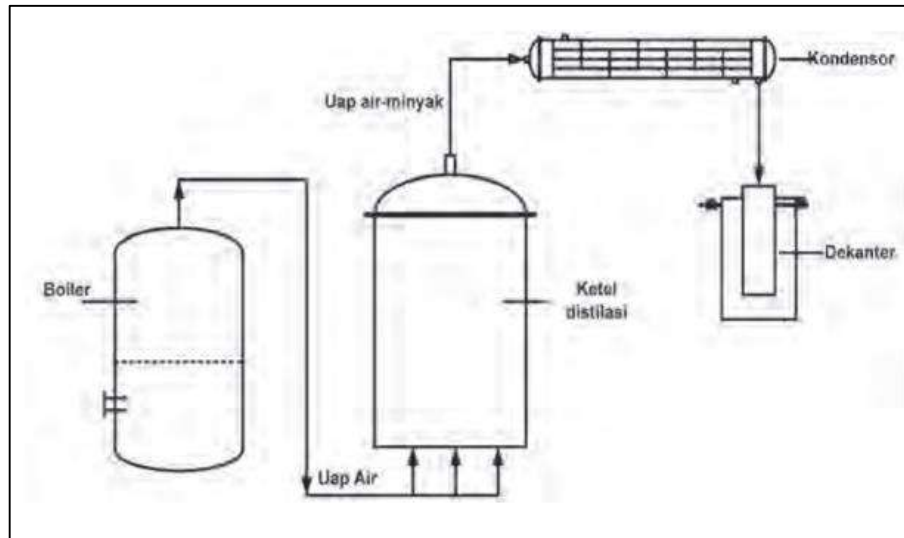 Kondensor
Uap air-minyak
Boiler
Ketel
distilasi
Dekanter
Uap Air